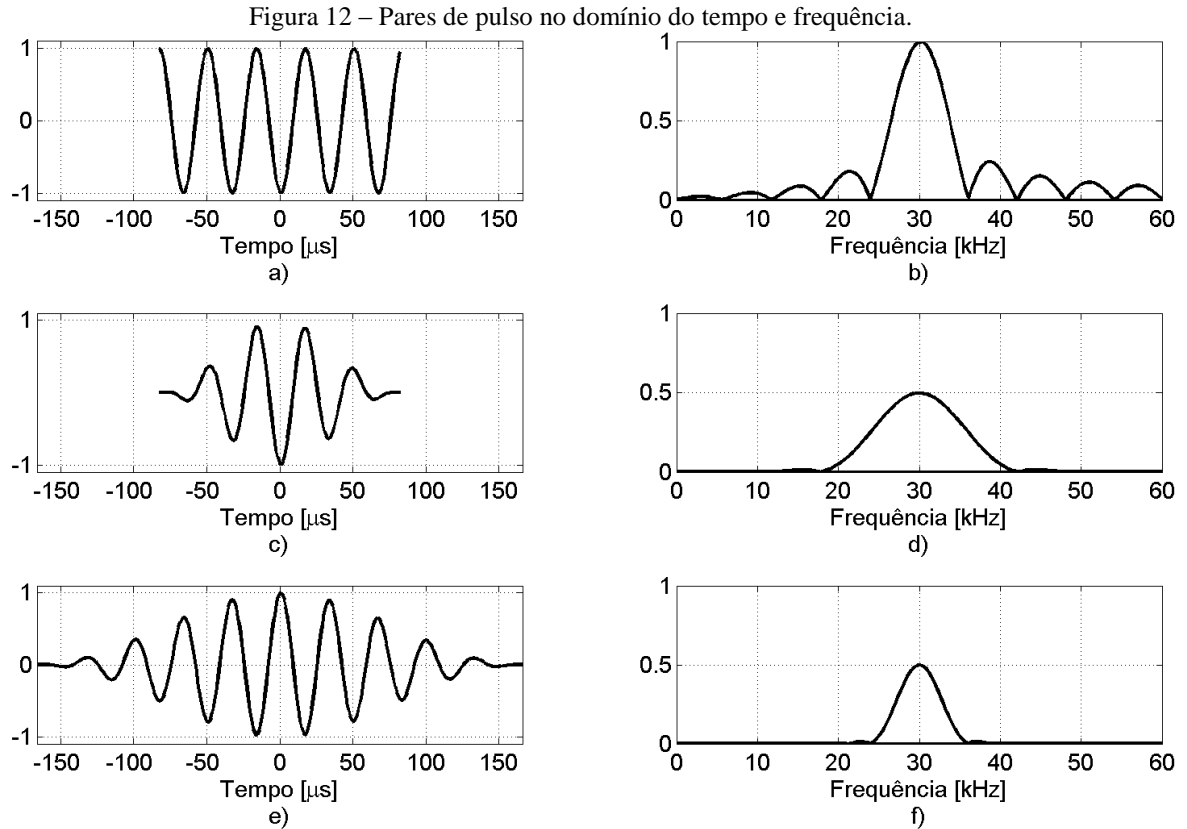 Figura 12 – Pares de pulso no domínio do tempo e frequência.
1
0
-1
-150 -100 -50 0 50 100 150
Tempo [μs]
a)
1
0.5
0
0 10 20 30 40 50 60
Frequência [kHz]
b)
1
0
-1
-150 -100 -50 0 50 100 150
Tempo [μs]
c)
1
0.5
0
0 10 20 30 40 50 60
Frequência [kHz]
d)
1
0
-1
-150 -100 -50 0 50 100 150
Tempo [μs]
e)
1
0.5
0
0 10 20 30 40 50 60
Frequência [kHz]
f)